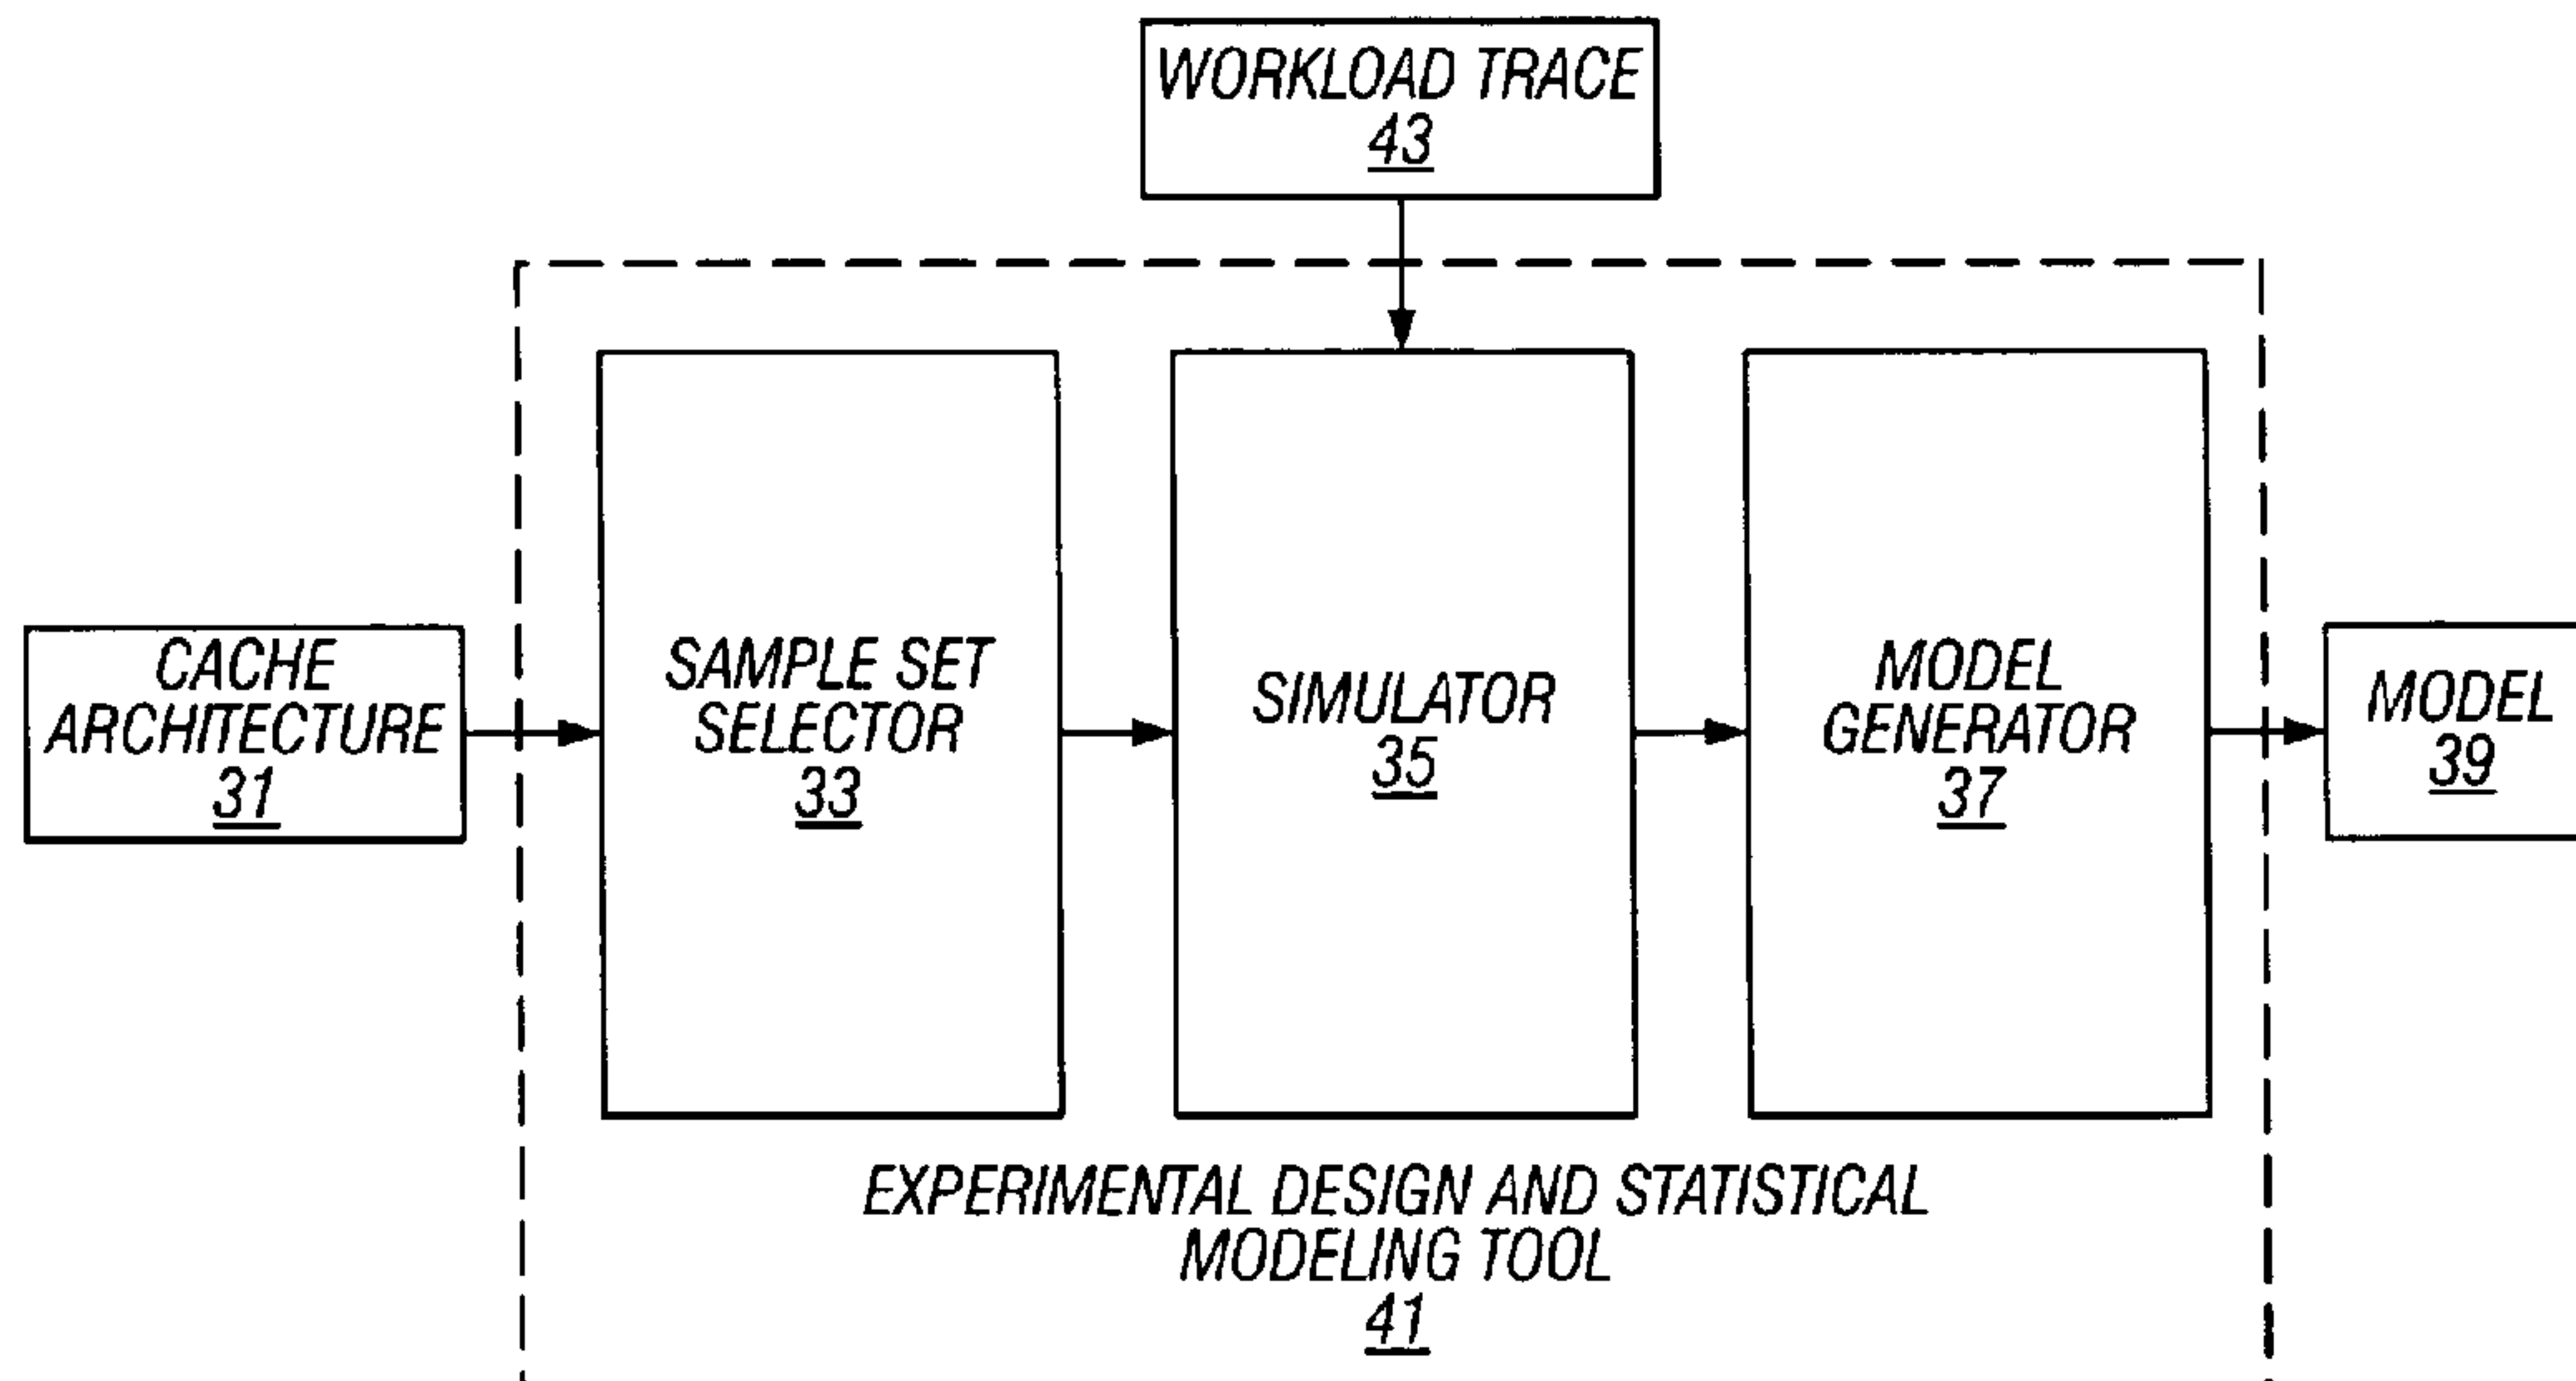 WORKLOAD TRACE
43
CACHE
ARCHITECTURE
31
SAMPLE SET
SELECTOR
33
SIMULATOR
35
MODEL
GENERATOR
37
MODEL
39
EXPERIMENTAL DESIGN AND STATISTICAL
MODELING TOOL
41